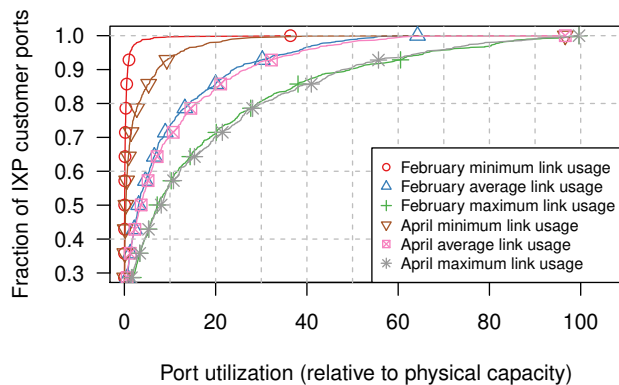 Fraction of IXP customer ports
1.0
0.9
0.8
0.7
0.6
0.5
0.4
0.3
February minimum link usage
February average link usage
February maximum link usage
April minimum link usage
April average link usage
April maximum link usage
0 20 40 60 80 100
Port utilization (relative to physical capacity)